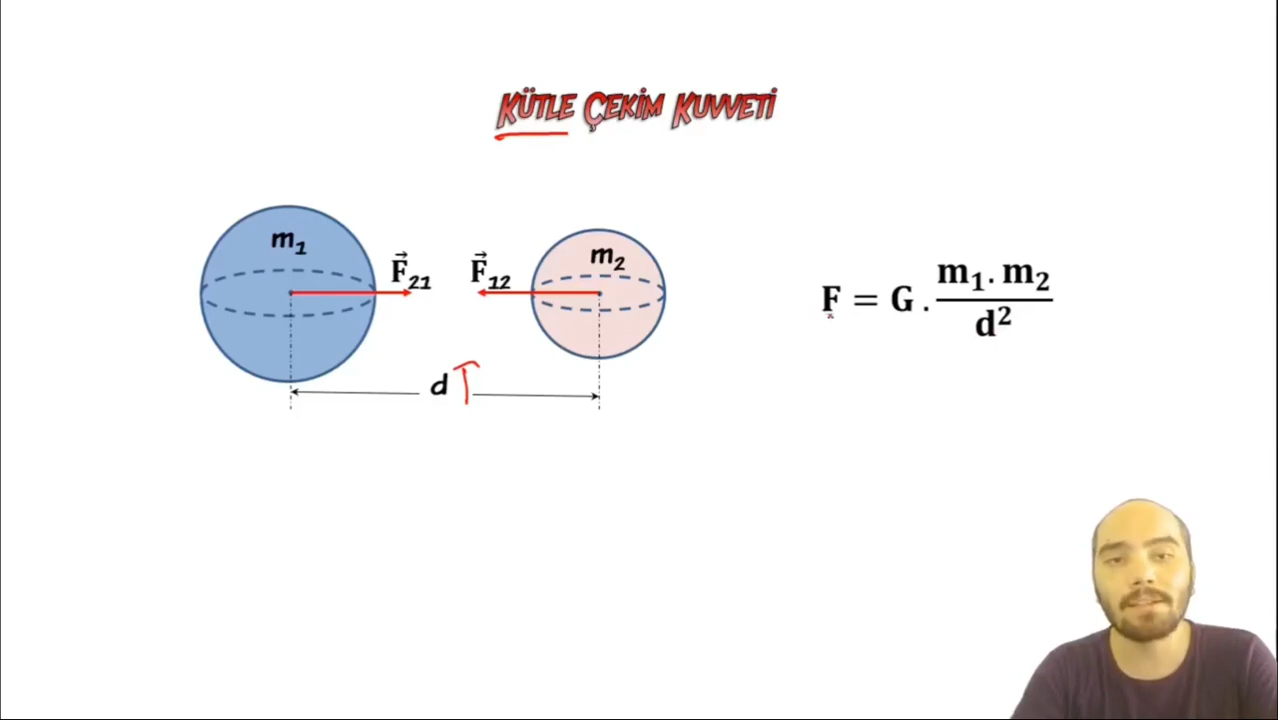 KÜTLE ÇEKİM KUVVETİ
m₁
m₂
F⃗₂₁
F⃗₁₂
d
F = G . m₁. m₂ / d²